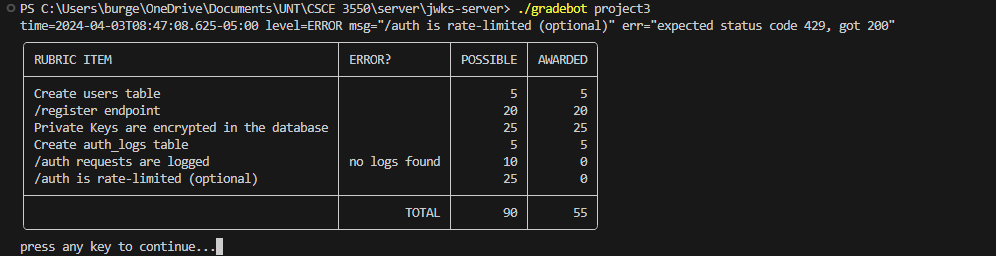 PS C:\Users\burge\OneDrive\Documents\UNT\CSCE 3550\server\jwks-server> ./gradebot project3
time=2024-04-03T08:47:08.625-05:00 level=ERROR msg="/auth is rate-limited (optional)" err="expected status code 429, got 200"
RUBRIC ITEM ERROR? POSSIBLE AWARDED
Create users table 5 5
/register endpoint 20 20
Private Keys are encrypted in the database 25 25
Create auth_logs table 5 5
/auth requests are logged no logs found 10 0
/auth is rate-limited (optional) 25 0
TOTAL 90 55
press any key to continue...